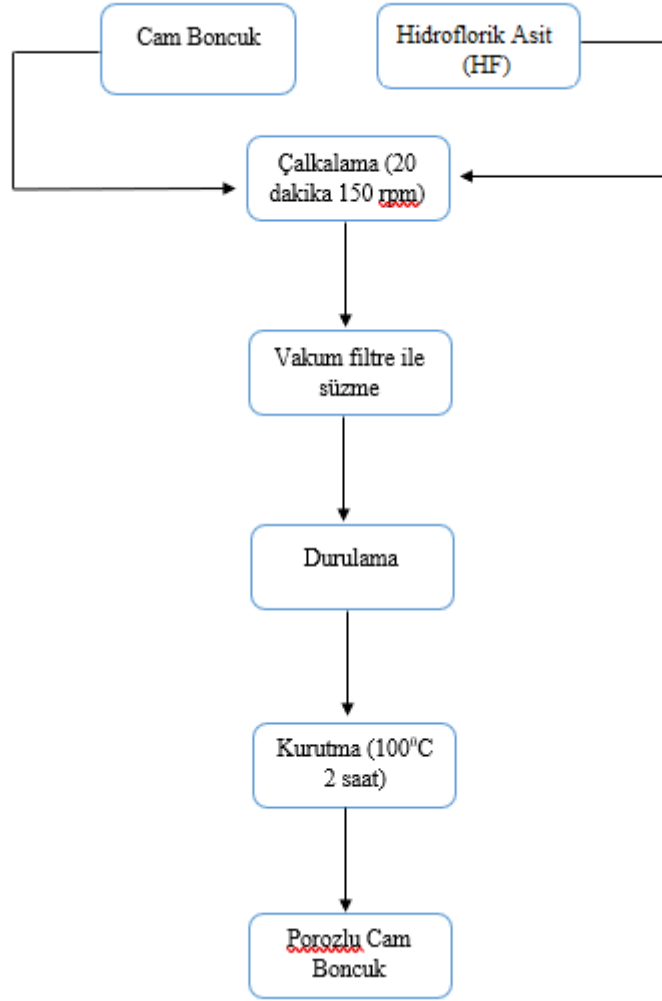 Cam Boncuk
Hidroflorik Asit
(HF)
Çalkalama (20
dakika 150 rpm)
Vakum filtre ile
süzme
Durulama
Kurutma (100⁰C
2 saat)
Porozlu Cam
Boncuk